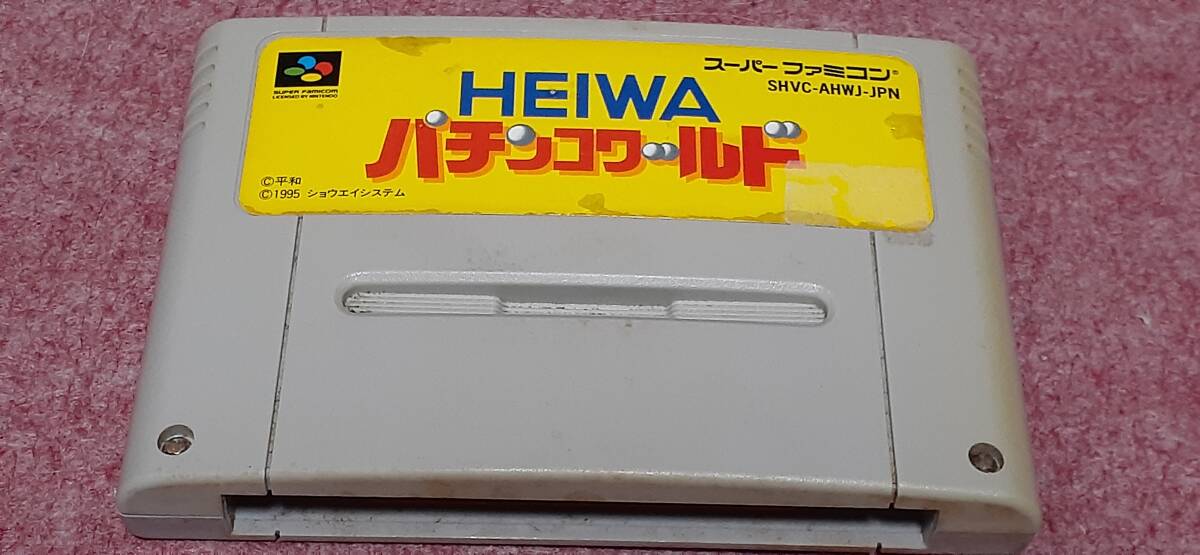 SUPER FAMICOM
LICENSED BY NINTENDO
HEIWA
パチンコワールド
スーパーファミコン®
SHVC-AHWJ-JPN
©平和
©1995 ショウエイシステム